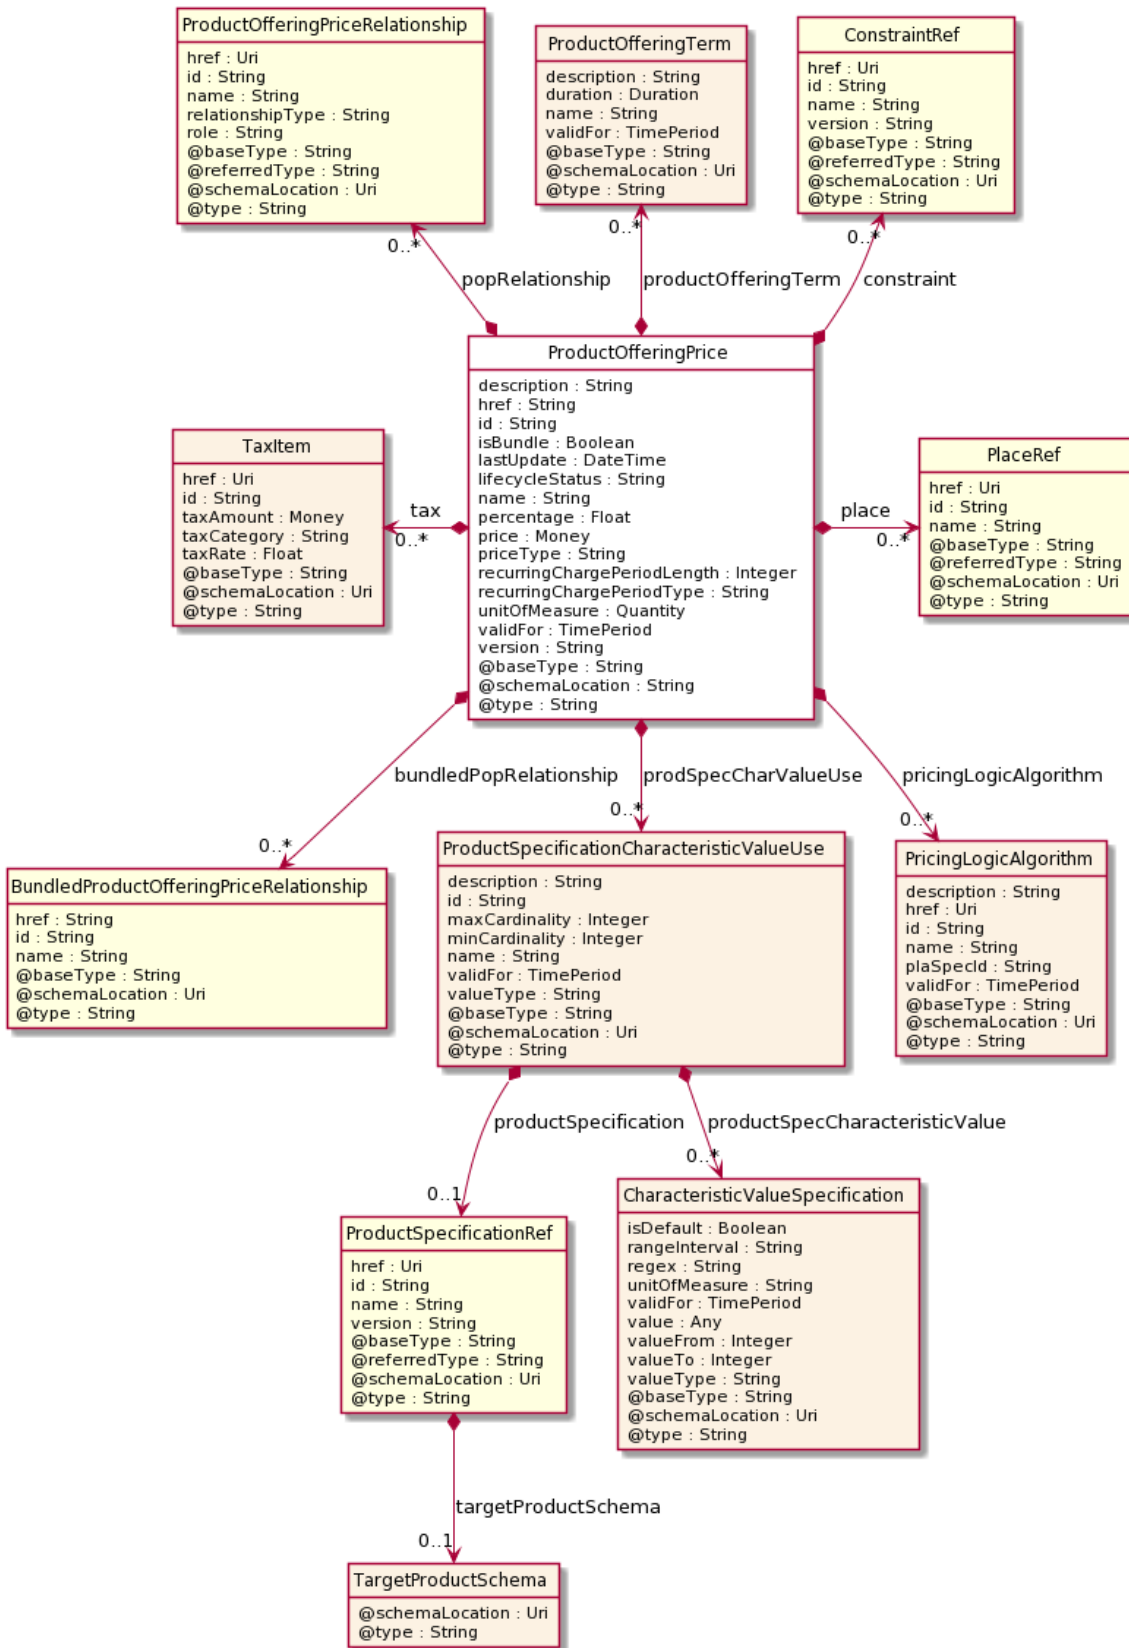 ProductOfferingPriceRelationship
href : Uri
id : String
name : String
relationshipType : String
role : String
@baseType : String
@referredType : String
@schemaLocation : Uri
@type : String
ProductOfferingTerm
description : String
duration : Duration
name : String
validFor : TimePeriod
@baseType : String
@schemaLocation : Uri
@type : String
ConstraintRef
href : Uri
id : String
name : String
version : String
@baseType : String
@referredType : String
@schemaLocation : Uri
@type : String
0..*
0..*
0..*
popRelationship
productOfferingTerm
constraint
ProductOfferingPrice
description : String
href : String
id : String
isBundle : Boolean
lastUpdate : DateTime
lifecycleStatus : String
name : String
percentage : Float
price : Money
priceType : String
recurringChargePeriodLength : Integer
recurringChargePeriodType : String
unitOfMeasure : Quantity
validFor : TimePeriod
version : String
@baseType : String
@schemaLocation : String
@type : String
TaxItem
href : Uri
id : String
taxAmount : Money
taxCategory : String
taxRate : Float
@baseType : String
@schemaLocation : Uri
@type : String
tax
0..*
place
0..*
PlaceRef
href : Uri
id : String
name : String
@baseType : String
@referredType : String
@schemaLocation : Uri
@type : String
bundledPopRelationship
prodSpecCharValueUse
pricingLogicAlgorithm
0..*
0..*
0..*
BundledProductOfferingPriceRelationship
href : String
id : String
name : String
@baseType : String
@schemaLocation : Uri
@type : String
ProductSpecificationCharacteristicValueUse
description : String
id : String
maxCardinality : Integer
minCardinality : Integer
name : String
validFor : TimePeriod
valueType : String
@baseType : String
@schemaLocation : Uri
@type : String
PricingLogicAlgorithm
description : String
href : Uri
id : String
name : String
plaSpecId : String
validFor : TimePeriod
@baseType : String
@schemaLocation : Uri
@type : String
productSpecification
productSpecCharacteristicValue
0..1
0..*
ProductSpecificationRef
href : Uri
id : String
name : String
version : String
@baseType : String
@referredType : String
@schemaLocation : Uri
@type : String
CharacteristicValueSpecification
isDefault : Boolean
rangeInterval : String
regex : String
unitOfMeasure : String
validFor : TimePeriod
value : Any
valueFrom : Integer
valueTo : Integer
valueType : String
@baseType : String
@schemaLocation : Uri
@type : String
targetProductSchema
0..1
TargetProductSchema
@schemaLocation : Uri
@type : String